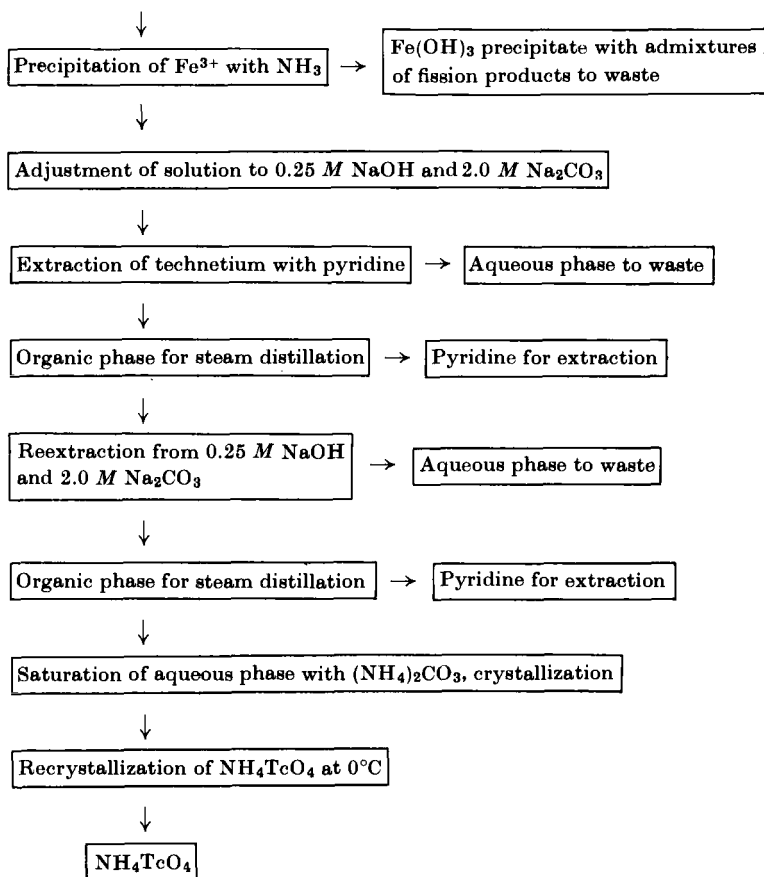 ↓
Precipitation of Fe³⁺ with NH₃ → Fe(OH)₃ precipitate with admixtures
of fission products to waste
↓
Adjustment of solution to 0.25 M NaOH and 2.0 M Na₂CO₃
↓
Extraction of technetium with pyridine → Aqueous phase to waste
↓
Organic phase for steam distillation → Pyridine for extraction
↓
Reextraction from 0.25 M NaOH
and 2.0 M Na₂CO₃ → Aqueous phase to waste
↓
Organic phase for steam distillation → Pyridine for extraction
↓
Saturation of aqueous phase with (NH₄)₂CO₃, crystallization
↓
Recrystallization of NH₄TcO₄ at 0°C
↓
NH₄TcO₄